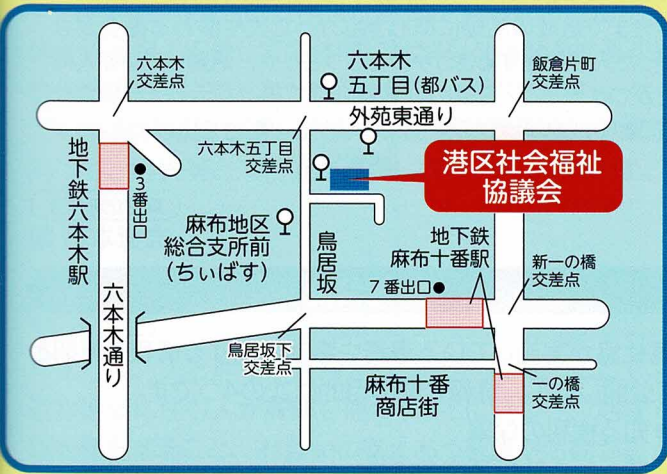 六本木
交差点
六本木
五丁目(都バス)
飯倉片町
交差点
外苑東通り
六本木五丁目
交差点
港区社会福祉
協議会
地下鉄六本木駅
3番出口
麻布地区
総合支所前
(ちぃばす)
鳥居坂
地下鉄
麻布十番駅
7番出口
新一の橋
交差点
六本木通り
鳥居坂下
交差点
麻布十番
商店街
一の橋
交差点